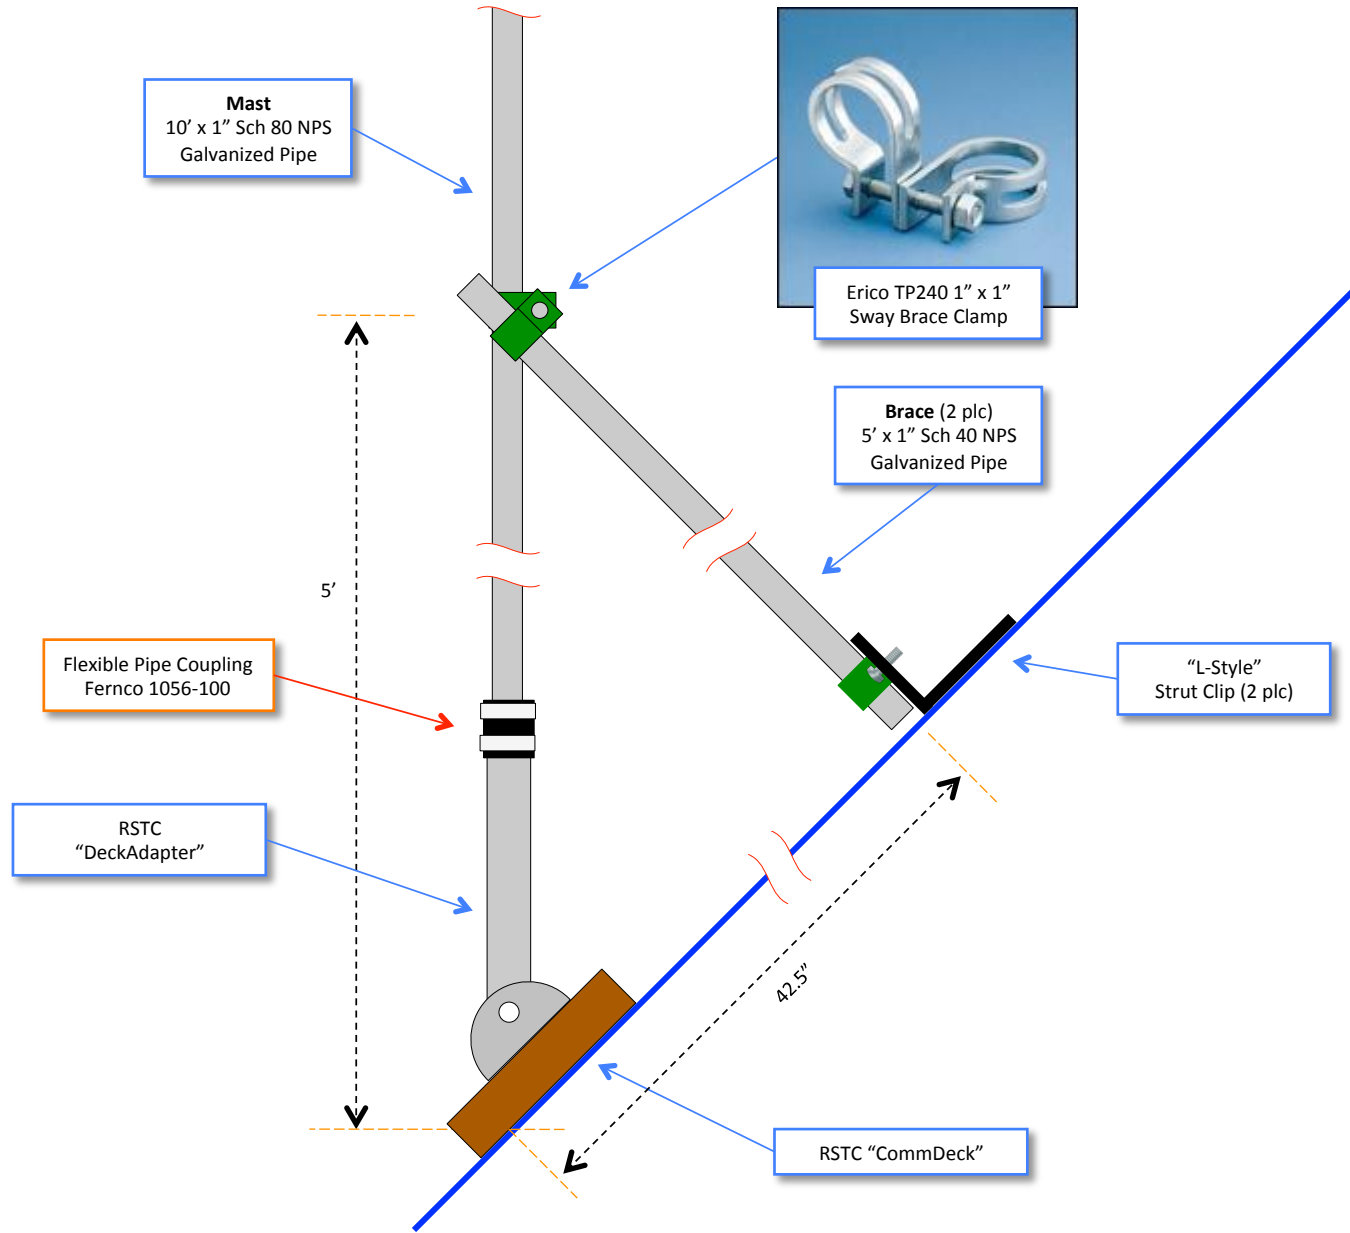 Mast
10’ x 1” Sch 80 NPS
Galvanized Pipe
Erico TP240 1” x 1”
Sway Brace Clamp
Brace (2 plc)
5’ x 1” Sch 40 NPS
Galvanized Pipe
5’
Flexible Pipe Coupling
Fernco 1056-100
“L-Style”
Strut Clip (2 plc)
RSTC
“DeckAdapter”
42.5”
RSTC “CommDeck”